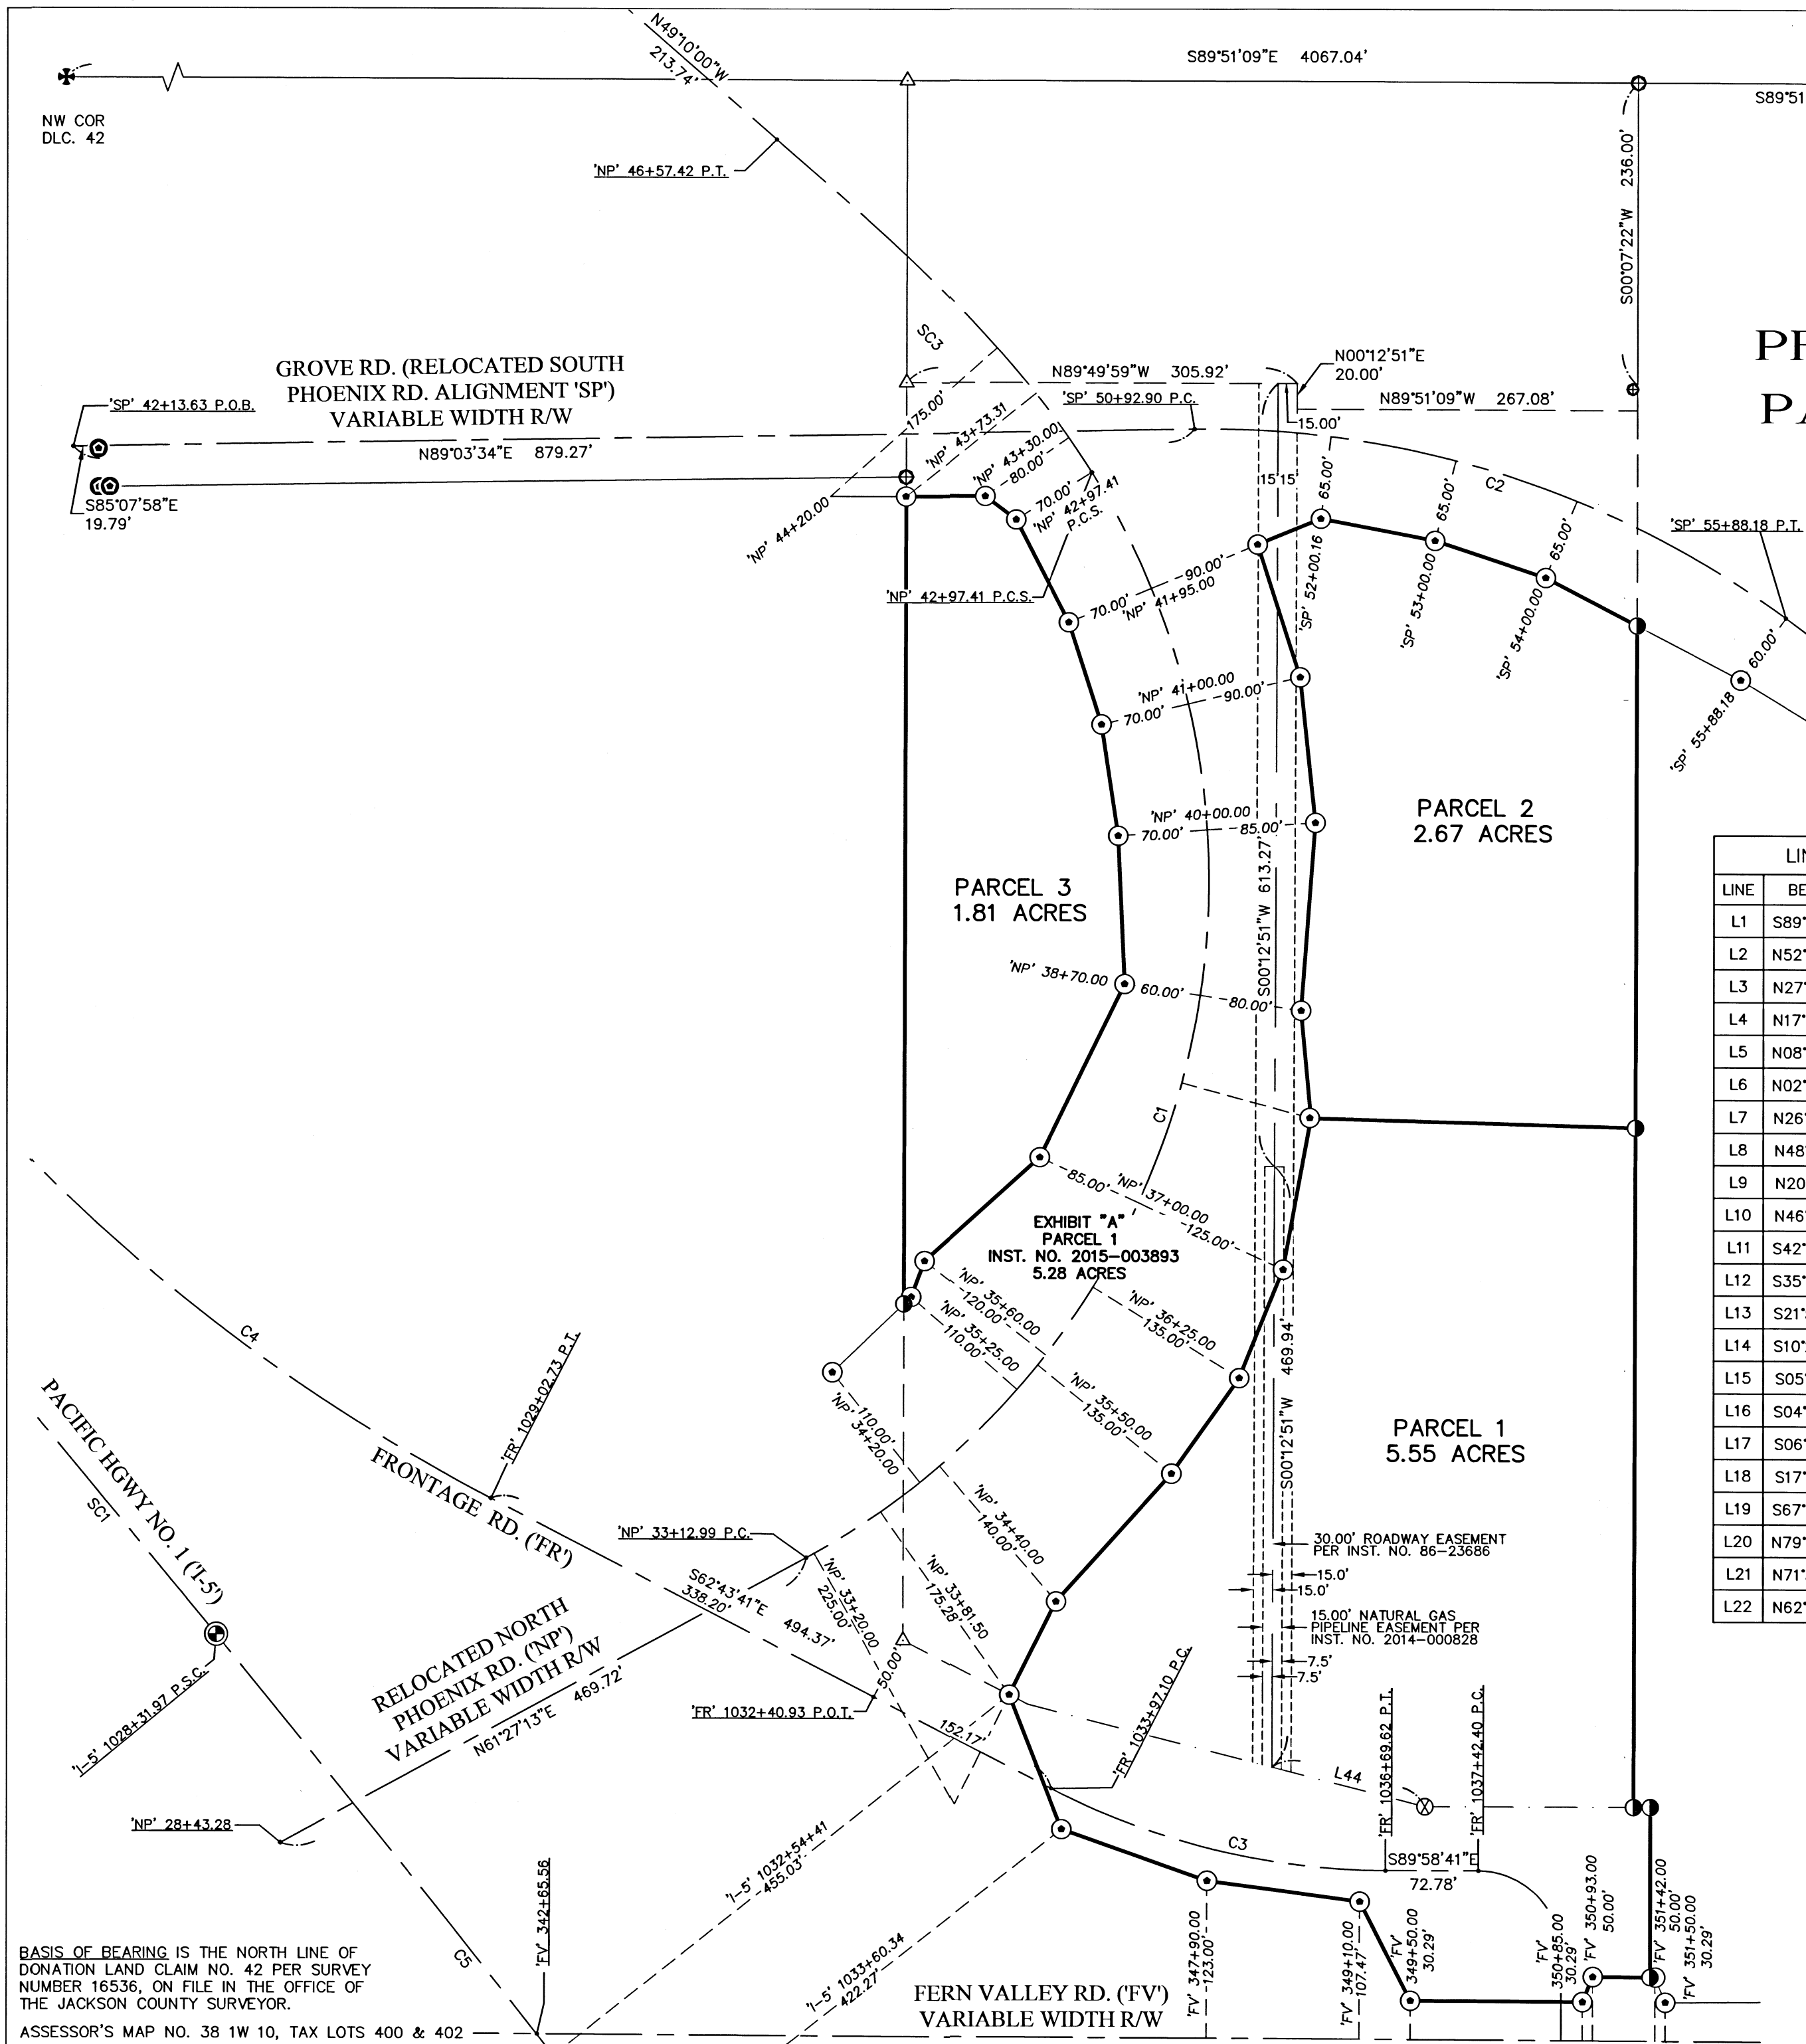 N49°10'00"W
213.74'
S89°51'09"E 4067.04'
S89°51
NW COR
DLC. 42
'NP' 46+57.42 P.T.
S00°07'22"W 236.00'
SC3
GROVE RD. (RELOCATED SOUTH
PHOENIX RD. ALIGNMENT 'SP')
VARIABLE WIDTH R/W
'SP' 42+13.63 P.O.B.
N89°03'34"E 879.27'
S85°07'58"E
19.79'
175.00'
'NP' 44+20.00
'NP' 43+73.31
N89°49'59"W 305.92'
'SP' 50+92.90 P.C.
N00°12'51"E
20.00'
15.00'
N89°51'09"W 267.08'
PR
PA
'NP' 43+30.00
80.00'
70.00'
'NP' 42+97.41
P.C.S.
'NP' 42+97.41 P.C.S.
15'15'
65.00'
'SP' 52+00.16
65.00'
'SP' 53+00.00
65.00'
'SP' 54+00.00
C2
'SP' 55+88.18 P.T.
60.00'
'SP' 55+88.18
90.00'
70.00'
'NP' 41+95.00
'NP' 41+00.00
90.00'
70.00'
'NP' 40+00.00
70.00'
85.00'
PARCEL 2
2.67 ACRES
PARCEL 3
1.81 ACRES
S00°12'51"W 613.27'
'NP' 38+70.00
60.00'
80.00'
C1
LIN
LINE BE
L1 S89°
L2 N52°
L3 N27°
L4 N17°
L5 N08°
L6 N02°
L7 N26°
L8 N48°
L9 N20
L10 N46°
L11 S42°
L12 S35°
L13 S21°
L14 S10°
L15 S05°
L16 S04°
L17 S06°
L18 S17°
L19 S67°
L20 N79°
L21 N71°
L22 N62°
85.00'
'NP' 37+00.00
125.00'
EXHIBIT "A"
PARCEL 1
INST. NO. 2015-003893
5.28 ACRES
'NP' 35+60.00
120.00'
'NP' 35+25.00
110.00'
'NP' 36+25.00
135.00'
'NP' 35+50.00
135.00'
110.00'
'NP' 34+20.00
'NP' 34+40.00
140.00'
'NP' 33+81.50
175.28'
'NP' 33+20.00
225.00'
S00°12'51"W 469.94'
PARCEL 1
5.55 ACRES
C4
'FR' 1029+02.73 P.T.
FRONTAGE RD. ('FR')
PACIFIC HGWY NO. 1 ('I-5')
SC1
'NP' 33+12.99 P.C.
S62°43'41"E
338.20'
494.37'
RELOCATED NORTH
PHOENIX RD. ('NP')
VARIABLE WIDTH R/W
N61°27'13"E 469.72'
'I-5' 1028+31.97 P.S.C.
'NP' 28+43.28
50.00'
'FR' 1032+40.93 P.O.T.
152.17'
'FR' 1033+97.10 P.C.
30.00' ROADWAY EASEMENT
PER INST. NO. 86-23686
15.0'
15.0'
15.00' NATURAL GAS
PIPELINE EASEMENT PER
INST. NO. 2014-000828
7.5'
7.5'
L44
'FR' 1036+69.62 P.T.
'FR' 1037+42.40 P.C.
C3
S89°58'41"E
72.78'
'I-5' 1032+54+41
455.03'
'I-5' 1033+60.34
422.27'
'FV' 342+65.56
C5
'FV' 347+90.00
123.00'
'FV' 349+10.00
107.47'
'FV'
349+50.00
30.29'
'FV'
350+85.00
30.29'
'FV' 350+93.00
50.00'
'FV' 351+42.00
50.00'
'FV' 351+50.00
30.29'
FERN VALLEY RD. ('FV')
VARIABLE WIDTH R/W
BASIS OF BEARING IS THE NORTH LINE OF
DONATION LAND CLAIM NO. 42 PER SURVEY
NUMBER 16536, ON FILE IN THE OFFICE OF
THE JACKSON COUNTY SURVEYOR.
ASSESSOR'S MAP NO. 38 1W 10, TAX LOTS 400 & 402